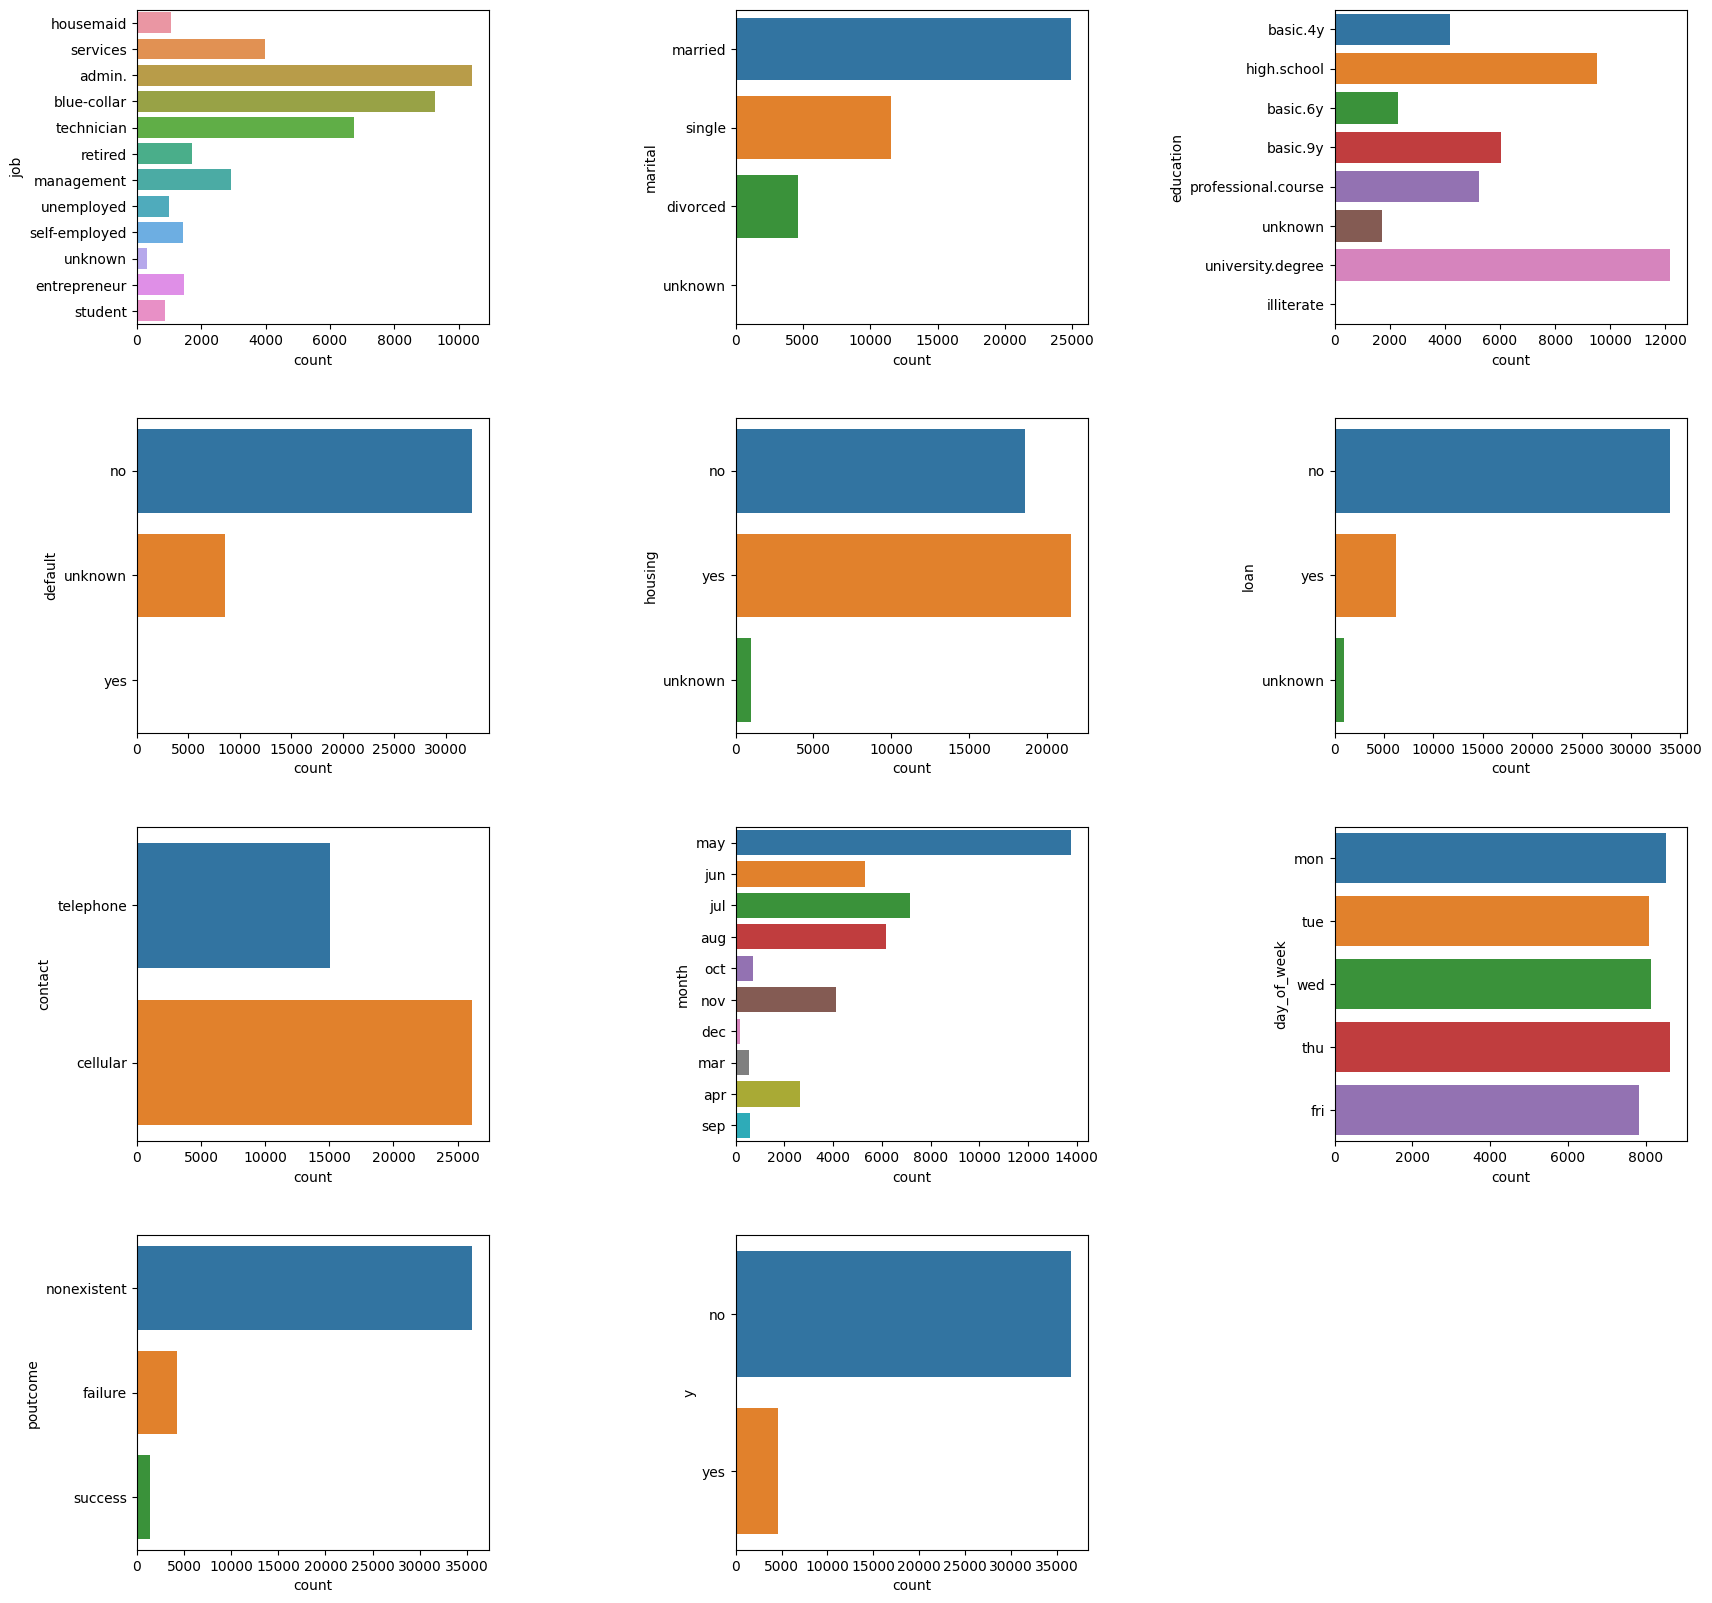 job
housemaid
services
admin.
blue-collar
technician
retired
management
unemployed
self-employed
unknown
entrepreneur
student
0 2000 4000 6000 8000 10000
count
marital
married
single
divorced
unknown
0 5000 10000 15000 20000 25000
count
education
basic.4y
high.school
basic.6y
basic.9y
professional.course
unknown
university.degree
illiterate
0 2000 4000 6000 8000 10000 12000
count
default
no
unknown
yes
0 5000 10000 15000 20000 25000 30000
count
housing
no
yes
unknown
0 5000 10000 15000 20000
count
loan
no
yes
unknown
0 5000 10000 15000 20000 25000 30000 35000
count
contact
telephone
cellular
0 5000 10000 15000 20000 25000
count
month
may
jun
jul
aug
oct
nov
dec
mar
apr
sep
0 2000 4000 6000 8000 10000 12000 14000
count
day_of_week
mon
tue
wed
thu
fri
0 2000 4000 6000 8000
count
poutcome
nonexistent
failure
success
0 5000 10000 15000 20000 25000 30000 35000
count
y
no
yes
0 5000 10000 15000 20000 25000 30000 35000
count